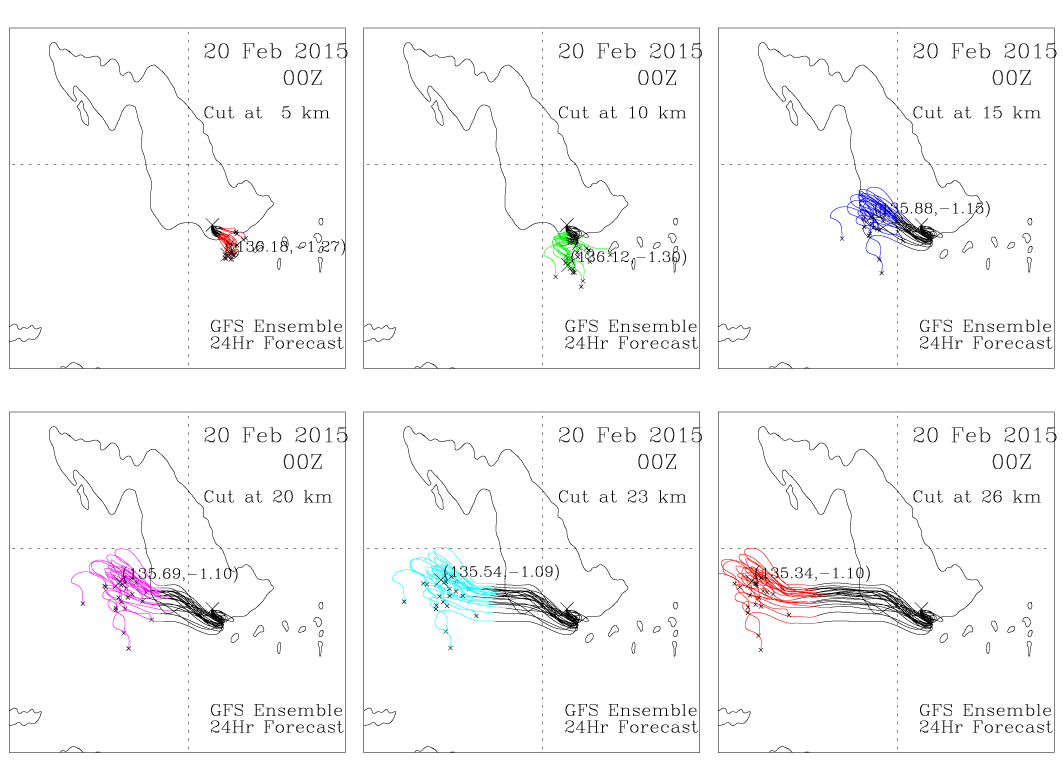 20 Feb 2015
00Z
Cut at 5 km
(136.18,-1.27)
GFS Ensemble
24Hr Forecast
20 Feb 2015
00Z
Cut at 10 km
(136.12,-1.30)
GFS Ensemble
24Hr Forecast
20 Feb 2015
00Z
Cut at 15 km
(135.88,-1.15)
GFS Ensemble
24Hr Forecast
20 Feb 2015
00Z
Cut at 20 km
(135.69,-1.10)
GFS Ensemble
24Hr Forecast
20 Feb 2015
00Z
Cut at 23 km
(135.54,-1.09)
GFS Ensemble
24Hr Forecast
20 Feb 2015
00Z
Cut at 26 km
(135.34,-1.10)
GFS Ensemble
24Hr Forecast